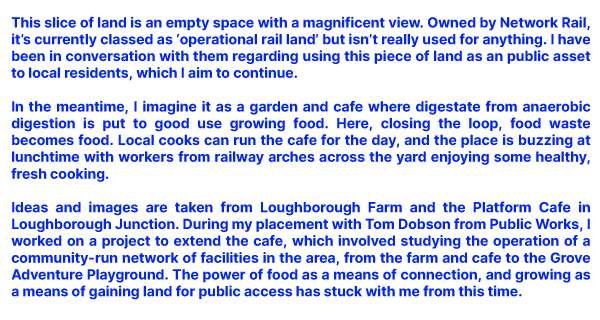 This slice of land is an empty space with a magnificent view. Owned by Network Rail,
it’s currently classed as ‘operational rail land’ but isn’t really used for anything. I have
been in conversation with them regarding using this piece of land as an public asset
to local residents, which I aim to continue.
In the meantime, I imagine it as a garden and cafe where digestate from anaerobic
digestion is put to good use growing food. Here, closing the loop, food waste
becomes food. Local cooks can run the cafe for the day, and the place is buzzing at
lunchtime with workers from railway arches across the yard enjoying some healthy,
fresh cooking.
Ideas and images are taken from Loughborough Farm and the Platform Cafe in
Loughborough Junction. During my placement with Tom Dobson from Public Works, I
worked on a project to extend the cafe, which involved studying the operation of a
community-run network of facilities in the area, from the farm and cafe to the Grove
Adventure Playground. The power of food as a means of connection, and growing as
a means of gaining land for public access has stuck with me from this time.